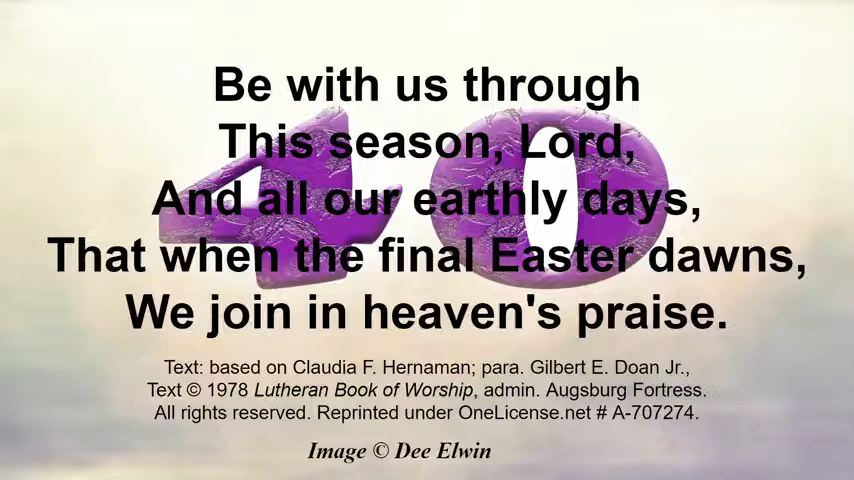 40
Be with us through
This season, Lord,
And all our earthly days,
That when the final Easter dawns,
We join in heaven's praise.
Text: based on Claudia F. Hernaman; para. Gilbert E. Doan Jr.,
Text © 1978 Lutheran Book of Worship, admin. Augsburg Fortress.
All rights reserved. Reprinted under OneLicense.net # A-707274.
Image © Dee Elwin